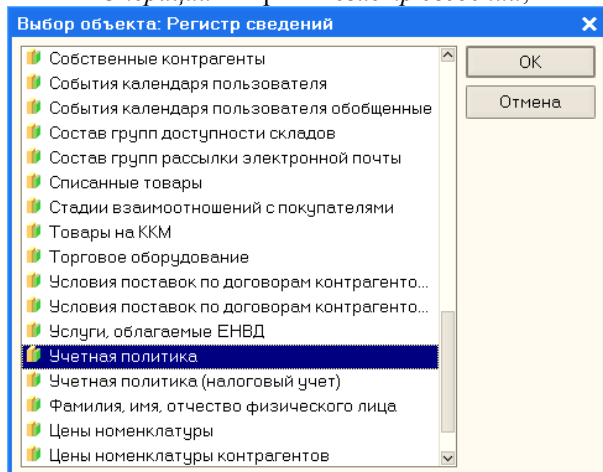 Выбор объекта: Регистр сведений
Собственные контрагенты
События календаря пользователя
События календаря пользователя обобщенные
Состав групп доступности складов
Состав групп рассылки электронной почты
Списанные товары
Стадии взаимоотношений с покупателями
Товары на ККМ
Торговое оборудование
Условия поставок по договорам контрагенто...
Условия поставок по договорам контрагенто...
Услуги, облагаемые ЕНВД
Учетная политика
Учетная политика (налоговый учет)
Фамилия, имя, отчество физического лица
Цены номенклатуры
Цены номенклатуры контрагентов
OK
Отмена